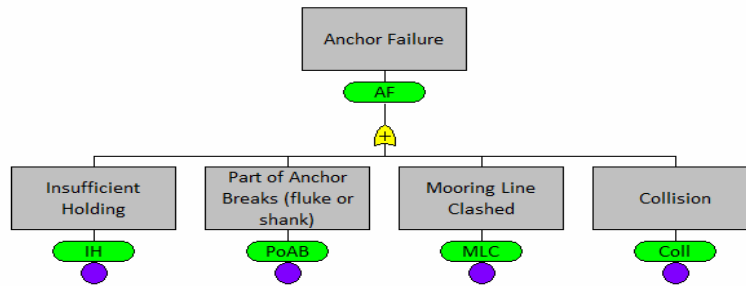 Anchor Failure
AF
+
Insufficient
Holding
Part of Anchor
Breaks (fluke or
shank)
Mooring Line
Clashed
Collision
IH
PoAB
MLC
Coll